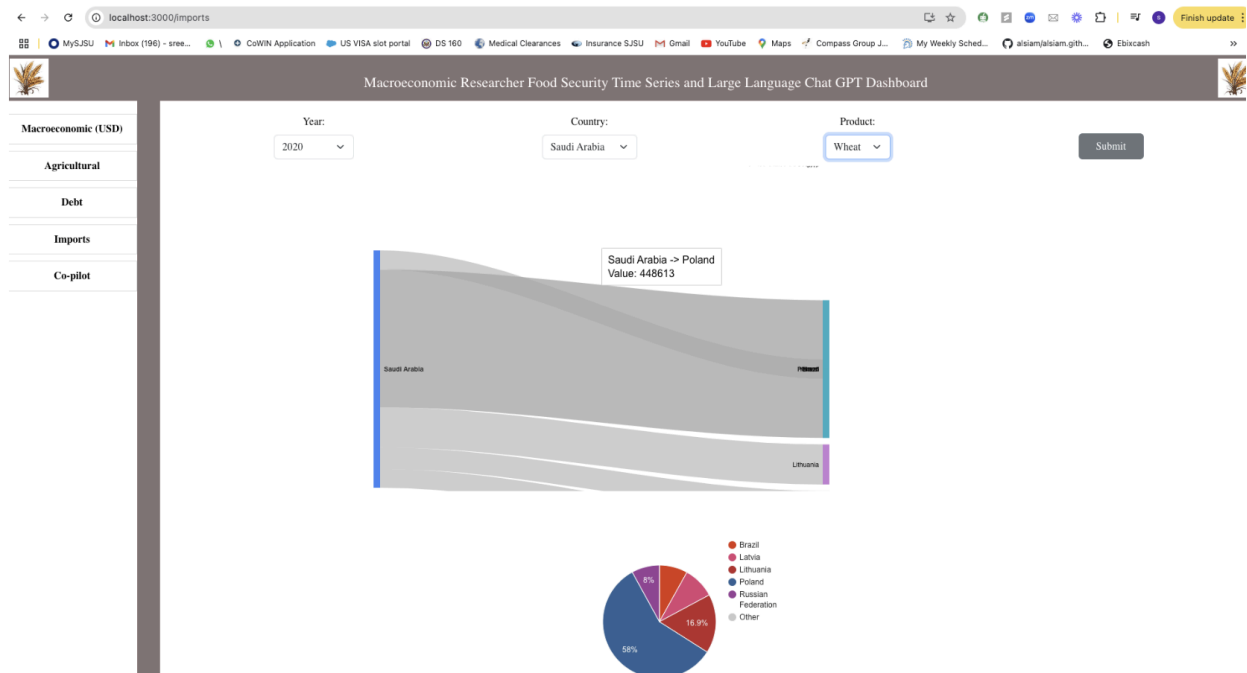 localhost:3000/imports
Finish update
MySJSU
M Inbox (196) - sree...
\
CoWIN Application
US VISA slot portal
DS 160
Medical Clearances
Insurance SJSU
Gmail
YouTube
Maps
Compass Group J...
My Weekly Sched...
alsiam/alsiam.gith...
Ebixcash
»
Macroeconomic Researcher Food Security Time Series and Large Language Chat GPT Dashboard
Macroeconomic (USD)
Agricultural
Debt
Imports
Co-pilot
Year:
Country:
Product:
2020
Saudi Arabia
Wheat
Submit
Saudi Arabia -> Poland
Value: 448613
Saudi Arabia
Lithuania
Brazil
Latvia
Lithuania
Poland
Russian
Federation
Other
8%
16.9%
58%